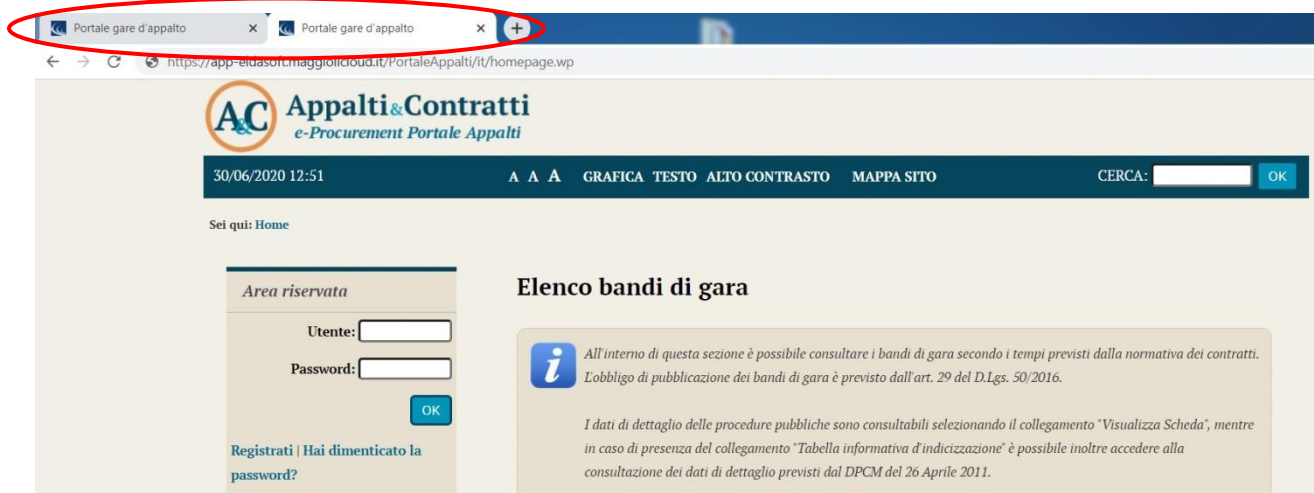 Portale gare d'appalto
Portale gare d'appalto
https://app-eldasoft.maggiolicloud.it/PortaleAppalti/it/homepage.wp
A&C Appalti&Contratti
e-Procurement Portale Appalti
30/06/2020 12:51 A A A GRAFICA TESTO ALTO CONTRASTO MAPPA SITO CERCA: OK
Sei qui: Home
Area riservata
Utente:
Password:
OK
Registrati | Hai dimenticato la
password?
Elenco bandi di gara
All'interno di questa sezione è possibile consultare i bandi di gara secondo i tempi previsti dalla normativa dei contratti.
L'obbligo di pubblicazione dei bandi di gara è previsto dall'art. 29 del D.Lgs. 50/2016.
I dati di dettaglio delle procedure pubbliche sono consultabili selezionando il collegamento "Visualizza Scheda", mentre
in caso di presenza del collegamento "Tabella informativa d'indicizzazione" è possibile inoltre accedere alla
consultazione dei dati di dettaglio previsti dal DPCM del 26 Aprile 2011.